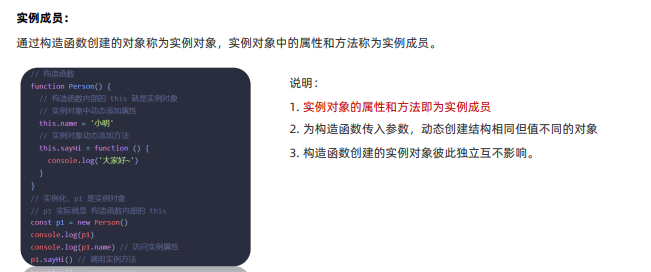 实例成员：
通过构造函数创建的对象称为实例对象，实例对象中的属性和方法称为实例成员。
// 构造函数
function Person() {
// 构造函数内部的 this 就是实例对象
// 实例对象中动态添加属性
this.name = '小明'
// 实例对象动态添加方法
this.sayHi = function () {
console.log('大家好~')
}
}
// 实例化，p1 是实例对象
// p1 实际就是 构造函数内部的 this
const p1 = new Person()
console.log(p1)
console.log(p1.name) // 访问实例属性
p1.sayHi() // 调用实例方法
说明：
1. 实例对象的属性和方法即为实例成员
2. 为构造函数传入参数，动态创建结构相同但值不同的对象
3. 构造函数创建的实例对象彼此独立互不影响。